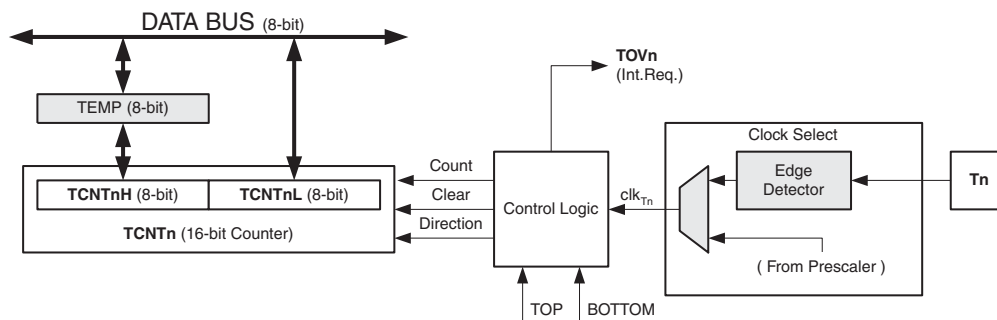 DATA BUS (8-bit)
TOVn
(Int.Req.)
TEMP (8-bit)
Clock Select
Count
Edge
Detector
Tn
TCNTnH (8-bit) TCNTnL (8-bit)
Clear
Control Logic
clkTn
TCNTn (16-bit Counter)
Direction
( From Prescaler )
TOP
BOTTOM